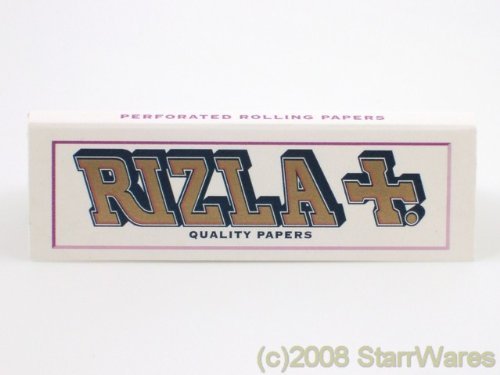 PERFORATED ROLLING PAPERS
RIZLA+.
QUALITY PAPERS
(c)2008 StarrWares